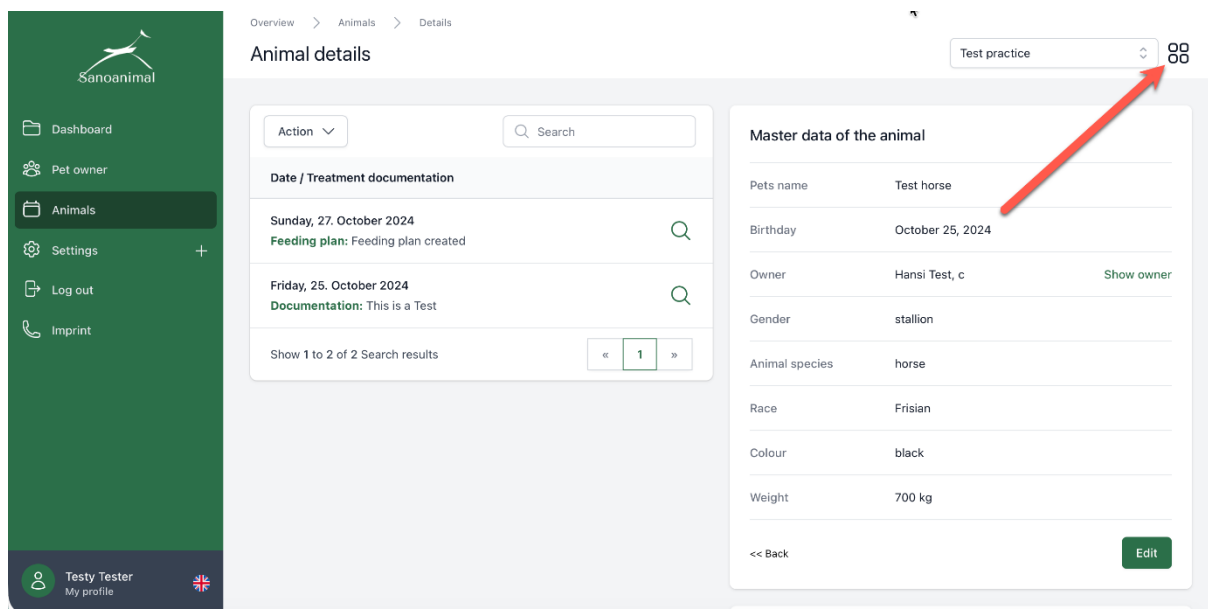 Sanoanimal
Dashboard
Pet owner
Animals
Settings
Log out
Imprint
Testy Tester
My profile
Overview > Animals > Details
Animal details
Test practice
Action
Search
Date / Treatment documentation
Sunday, 27. October 2024
Feeding plan: Feeding plan created
Friday, 25. October 2024
Documentation: This is a Test
Show 1 to 2 of 2 Search results
« 1 »
Master data of the animal
Pets name Test horse
Birthday October 25, 2024
Owner Hansi Test, c Show owner
Gender stallion
Animal species horse
Race Frisian
Colour black
Weight 700 kg
<< Back Edit